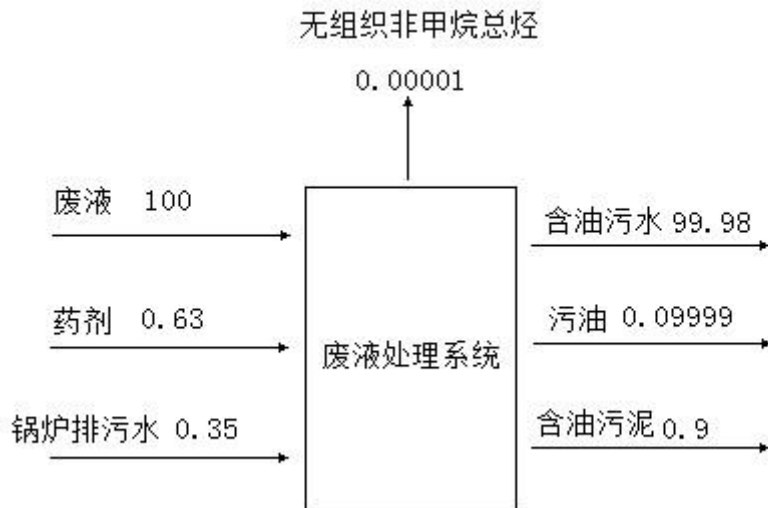 无组织非甲烷总烃
0.00001
废液 100
含油污水 99.98
药剂 0.63
污油 0.09999
废液处理系统
锅炉排污水 0.35
含油污泥 0.9